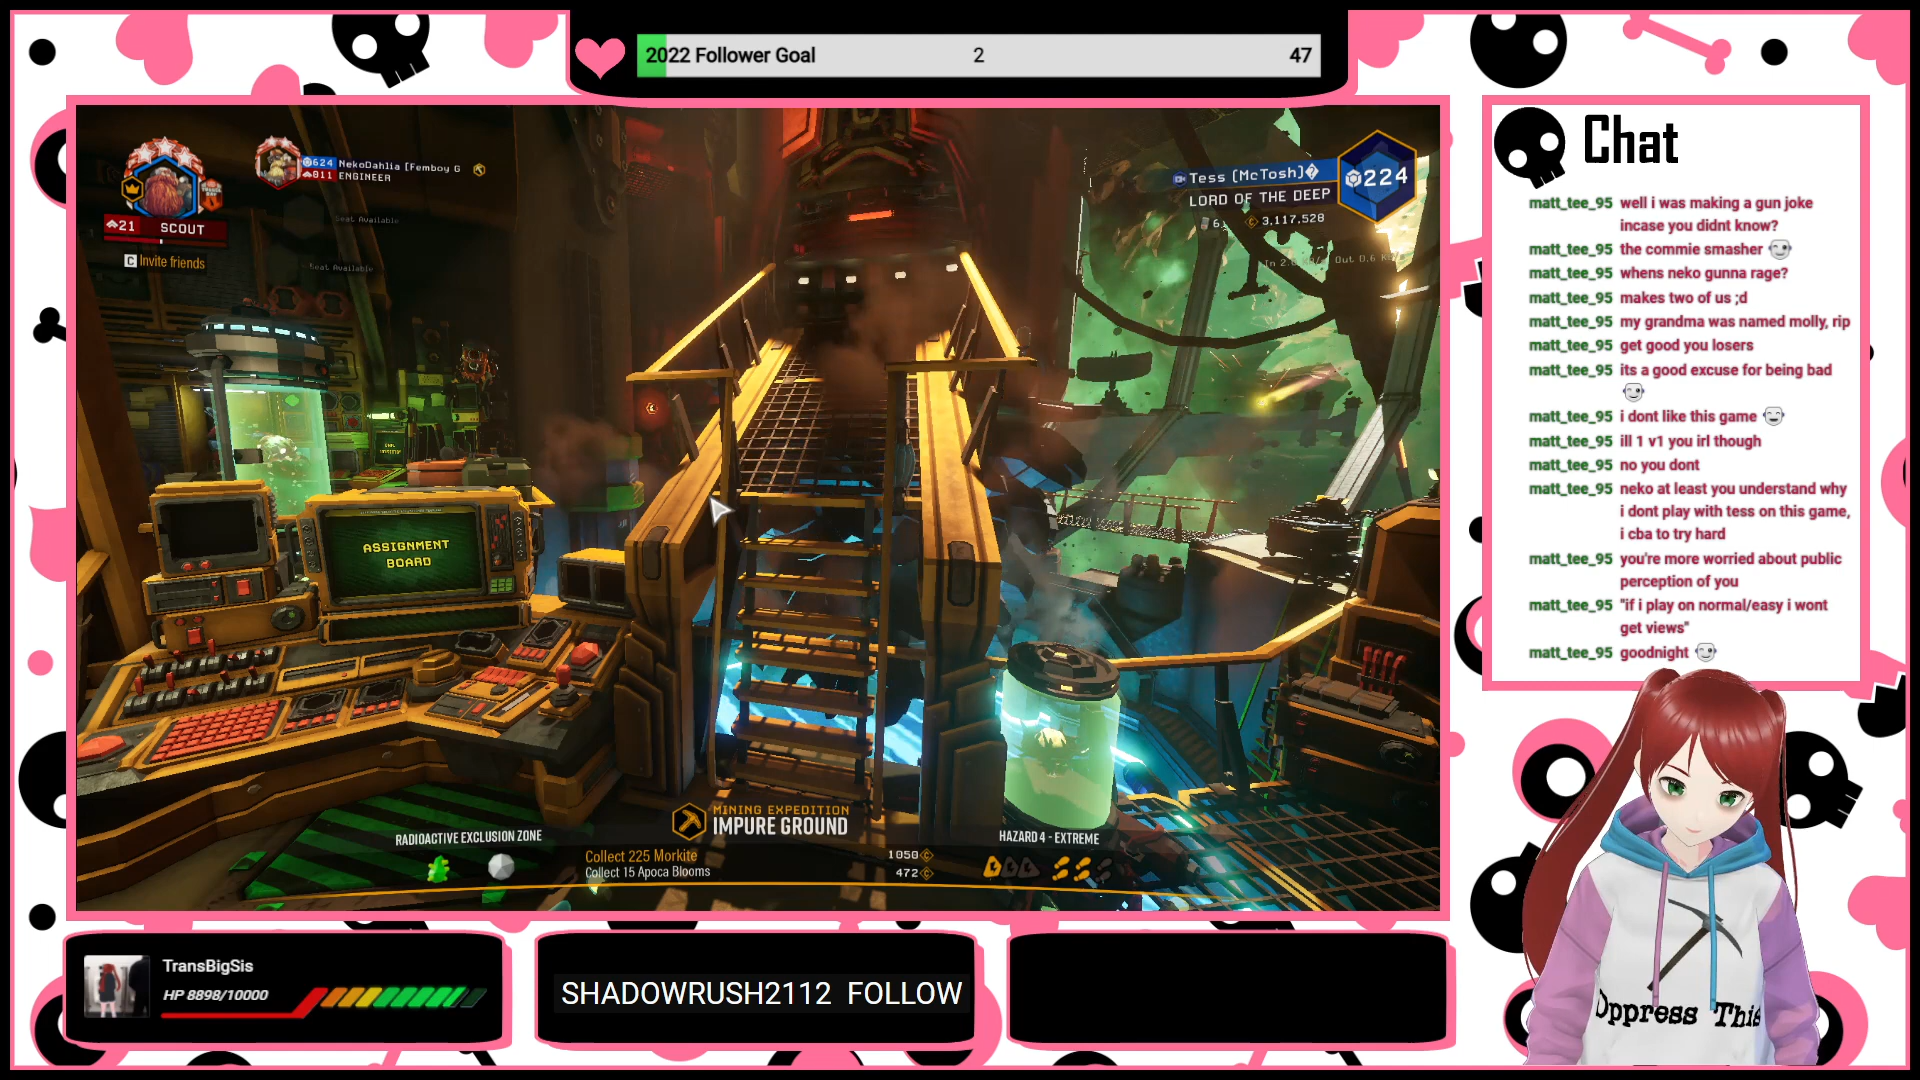 2022 Follower Goal 2 47
Chat
matt_tee_95 well i was making a gun joke
incase you didnt know?
matt_tee_95 the commie smasher
matt_tee_95 whens neko gunna rage?
matt_tee_95 makes two of us ;d
matt_tee_95 my grandma was named molly, rip
matt_tee_95 get good you losers
matt_tee_95 its a good excuse for being bad
matt_tee_95 i dont like this game
matt_tee_95 ill 1 v1 you irl though
matt_tee_95 no you dont
matt_tee_95 neko at least you understand why
i dont play with tess on this game,
i cba to try hard
matt_tee_95 you're more worried about public
perception of you
matt_tee_95 "if i play on normal/easy i wont
get views"
matt_tee_95 goodnight
624 NekoDahlia [Femboy G
11 ENGINEER
21 SCOUT
C Invite friends
Seat Available
Seat Available
Tess [McTosh]
LORD OF THE DEEP
224
3,117,528
ASSIGNMENT
BOARD
RADIOACTIVE EXCLUSION ZONE
MINING EXPEDITION
IMPURE GROUND
Collect 225 Morkite 1050
Collect 15 Apoca Blooms 472
HAZARD 4 - EXTREME
TransBigSis
HP 8898/10000
SHADOWRUSH2112 FOLLOW
Oppress This